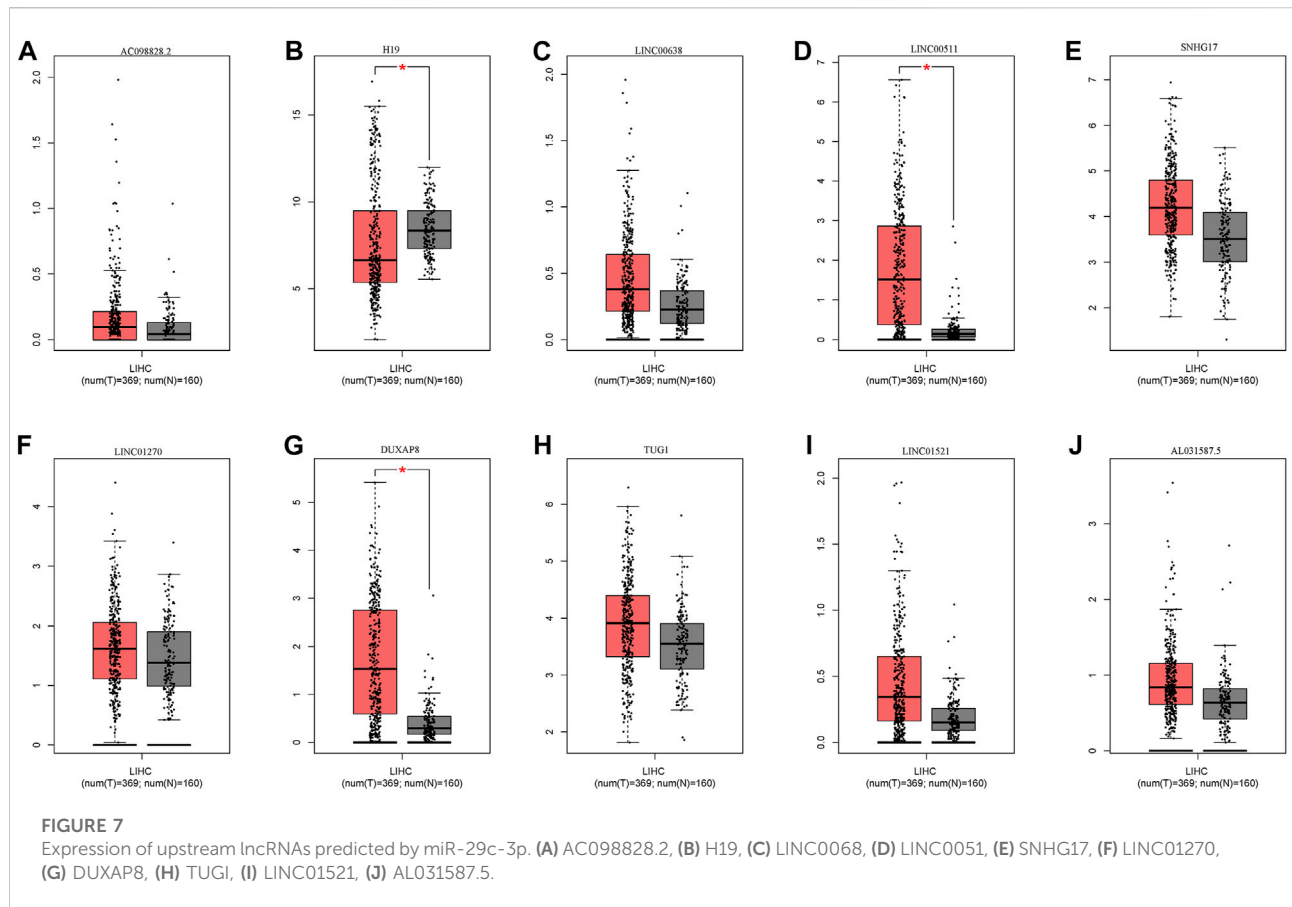 A
AC098828.2
2.0
1.5
1.0
0.5
0.0
LIHC
(num(T)=369; num(N)=160)
B
H19
*
15
10
5
LIHC
(num(T)=369; num(N)=160)
C
LINC00638
2.0
1.5
1.0
0.5
0.0
LIHC
(num(T)=369; num(N)=160)
D
LINC00511
*
7
6
5
4
3
2
1
0
LIHC
(num(T)=369; num(N)=160)
E
SNHG17
7
6
5
4
3
2
LIHC
(num(T)=369; num(N)=160)
F
LINC01270
4
3
2
1
0
LIHC
(num(T)=369; num(N)=160)
G
DUXAP8
*
5
4
3
2
1
0
LIHC
(num(T)=369; num(N)=160)
H
TUG1
6
5
4
3
2
LIHC
(num(T)=369; num(N)=160)
I
LINC01521
2.0
1.5
1.0
0.5
0.0
LIHC
(num(T)=369; num(N)=160)
J
AL031587.5
3
2
1
0
LIHC
(num(T)=369; num(N)=160)
FIGURE 7
Expression of upstream lncRNAs predicted by miR-29c-3p. (A) AC098828.2, (B) H19, (C) LINC0068, (D) LINC0051, (E) SNHG17, (F) LINC01270,
(G) DUXAP8, (H) TUGI, (I) LINC01521, (J) AL031587.5.